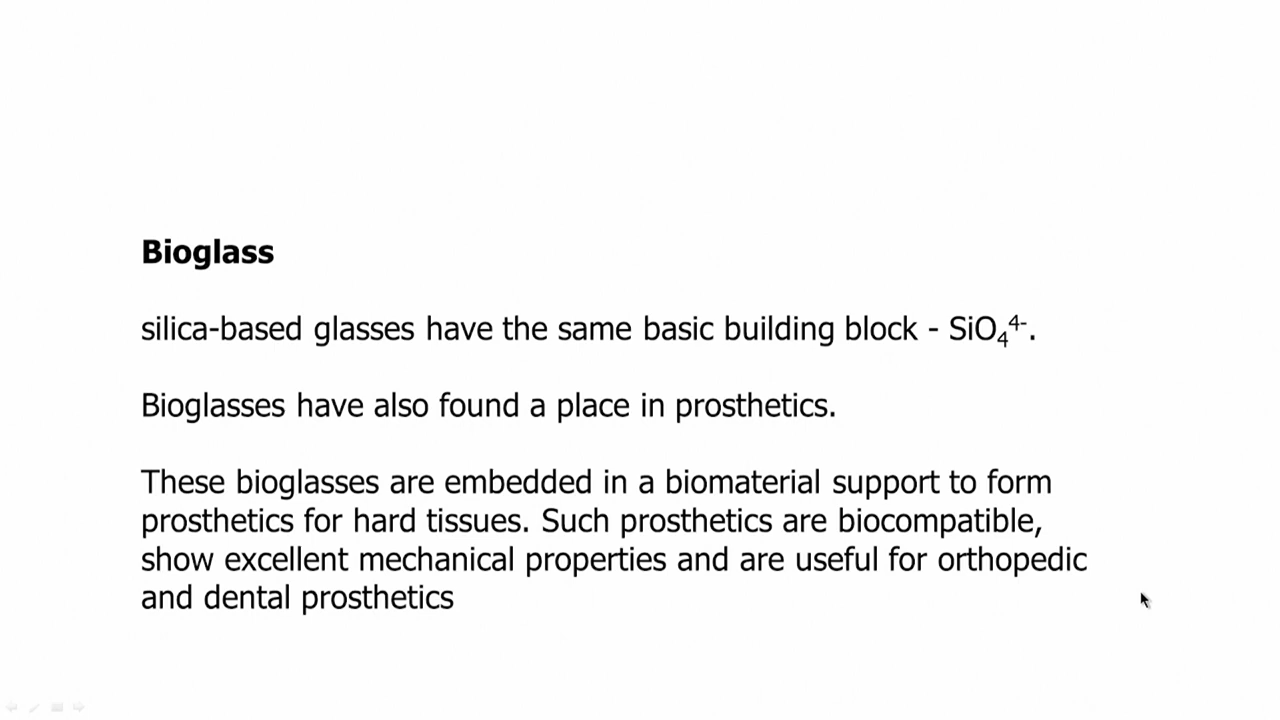 Bioglass
silica-based glasses have the same basic building block - SiO₄⁴⁻.
Bioglasses have also found a place in prosthetics.
These bioglasses are embedded in a biomaterial support to form
prosthetics for hard tissues. Such prosthetics are biocompatible,
show excellent mechanical properties and are useful for orthopedic
and dental prosthetics